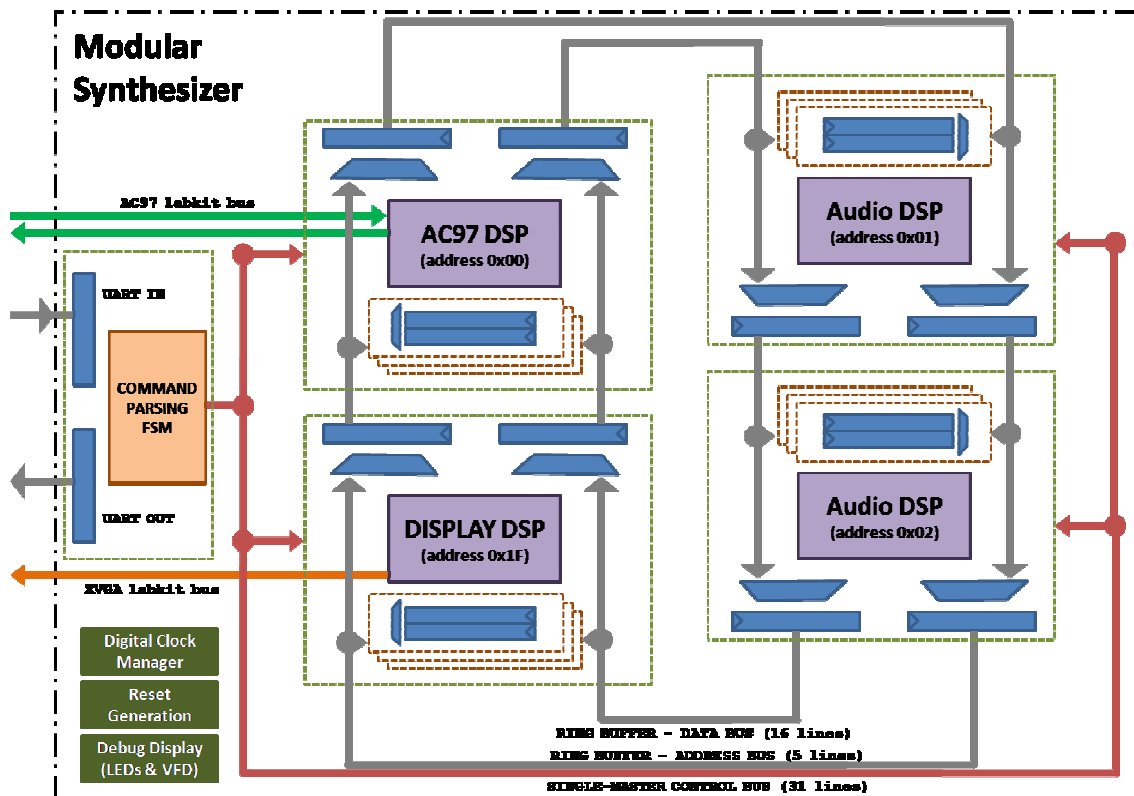 Modular
Synthesizer
AC97 labkit bus
AC97 DSP
(address 0x00)
Audio DSP
(address 0x01)
UART IN
COMMAND
PARSING
FSM
UART OUT
DISPLAY DSP
(address 0x1F)
Audio DSP
(address 0x02)
XVGA labkit bus
Digital Clock
Manager
Reset
Generation
Debug Display
(LEDs & VFD)
RING BUFFER - DATA BUS (16 lines)
RING BUFFER - ADDRESS BUS (5 lines)
SINGLE-MASTER CONTROL BUS (31 lines)